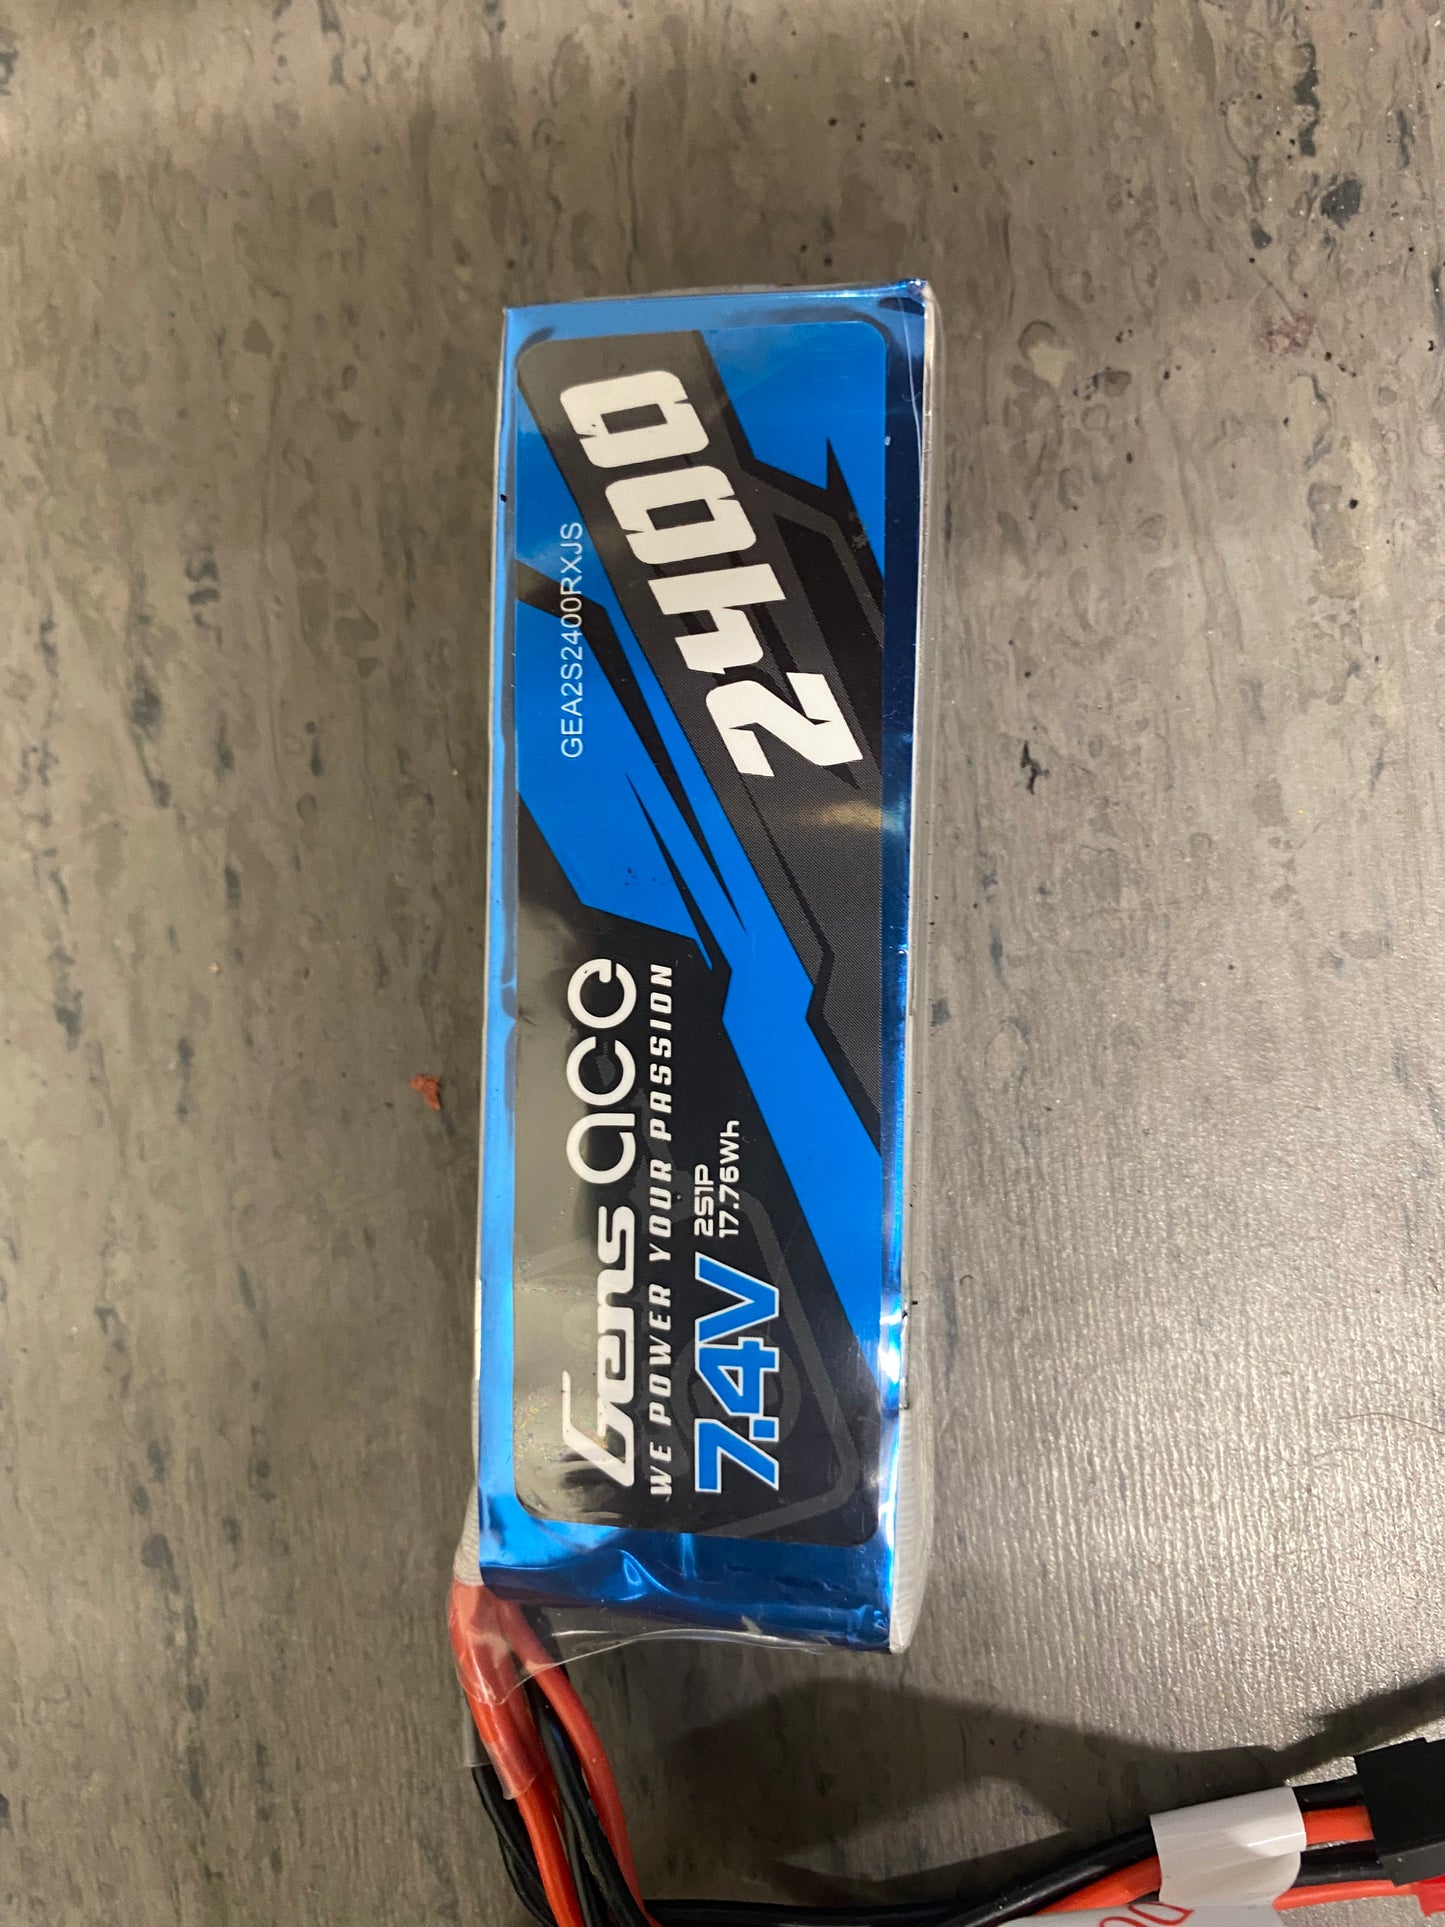 Gens ace
WE POWER YOUR PASSION
7.4V
2S1P
17.76Wh
GEA2S2400RXJS
2400